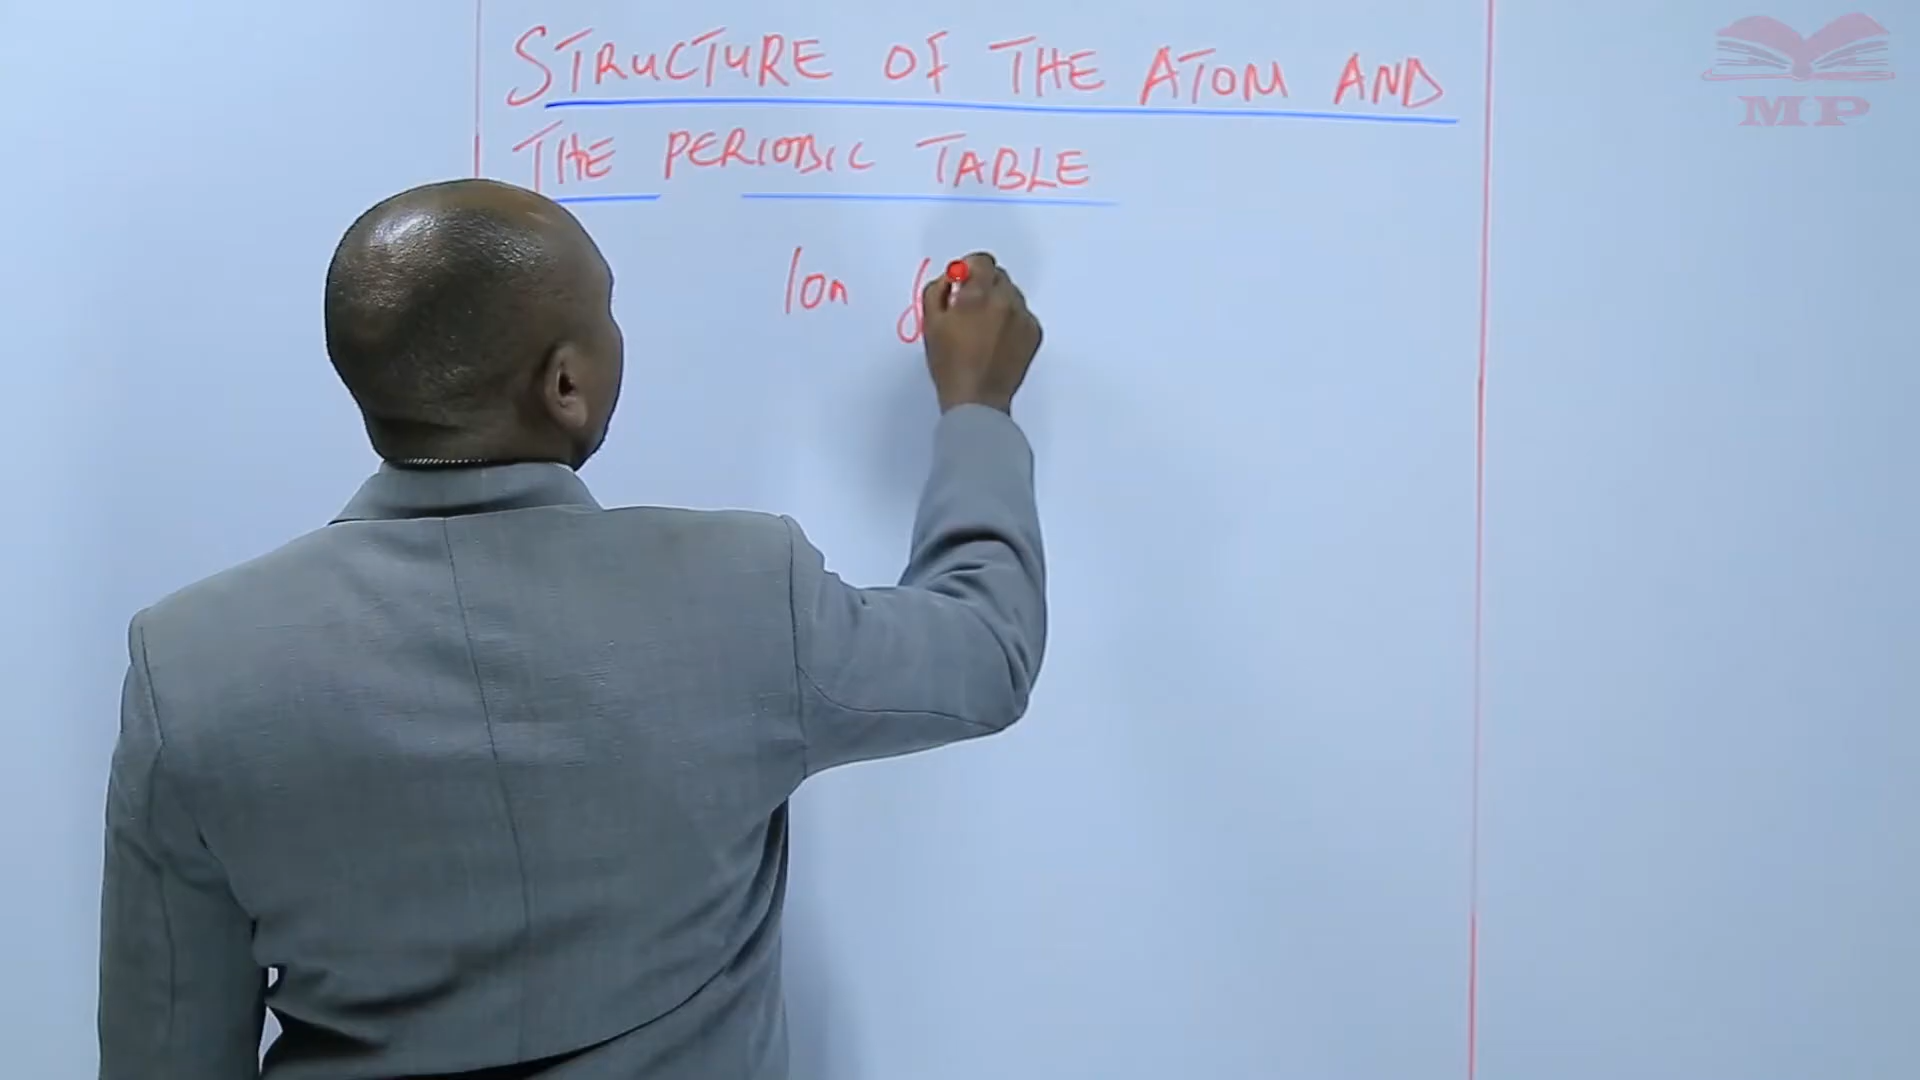 STRUCTURE OF THE ATOM AND
THE PERIODIC TABLE
Ion
MP